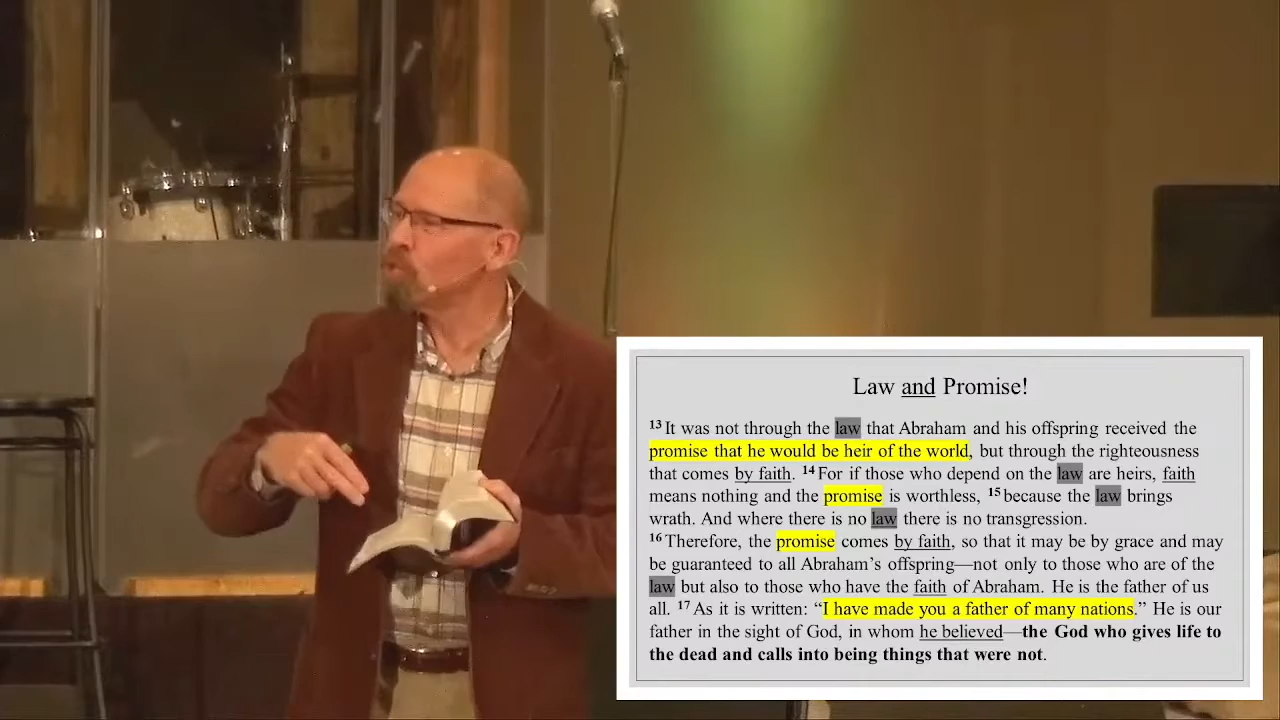 Law and Promise!
13 It was not through the law that Abraham and his offspring received the
promise that he would be heir of the world, but through the righteousness
that comes by faith. 14 For if those who depend on the law are heirs, faith
means nothing and the promise is worthless, 15 because the law brings
wrath. And where there is no law there is no transgression.
16 Therefore, the promise comes by faith, so that it may be by grace and may
be guaranteed to all Abraham’s offspring—not only to those who are of the
law but also to those who have the faith of Abraham. He is the father of us
all. 17 As it is written: “I have made you a father of many nations.” He is our
father in the sight of God, in whom he believed—the God who gives life to
the dead and calls into being things that were not.